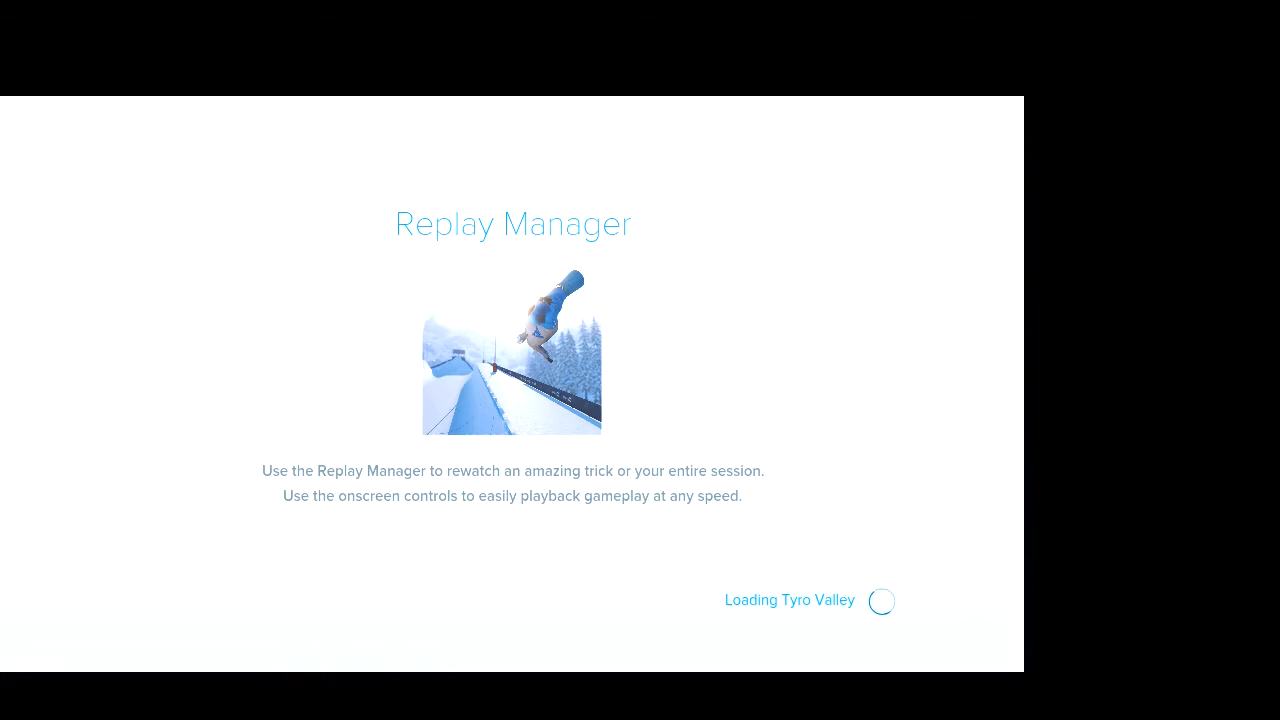 Replay Manager
Use the Replay Manager to rewatch an amazing trick or your entire session.
Use the onscreen controls to easily playback gameplay at any speed.
Loading Tyro Valley